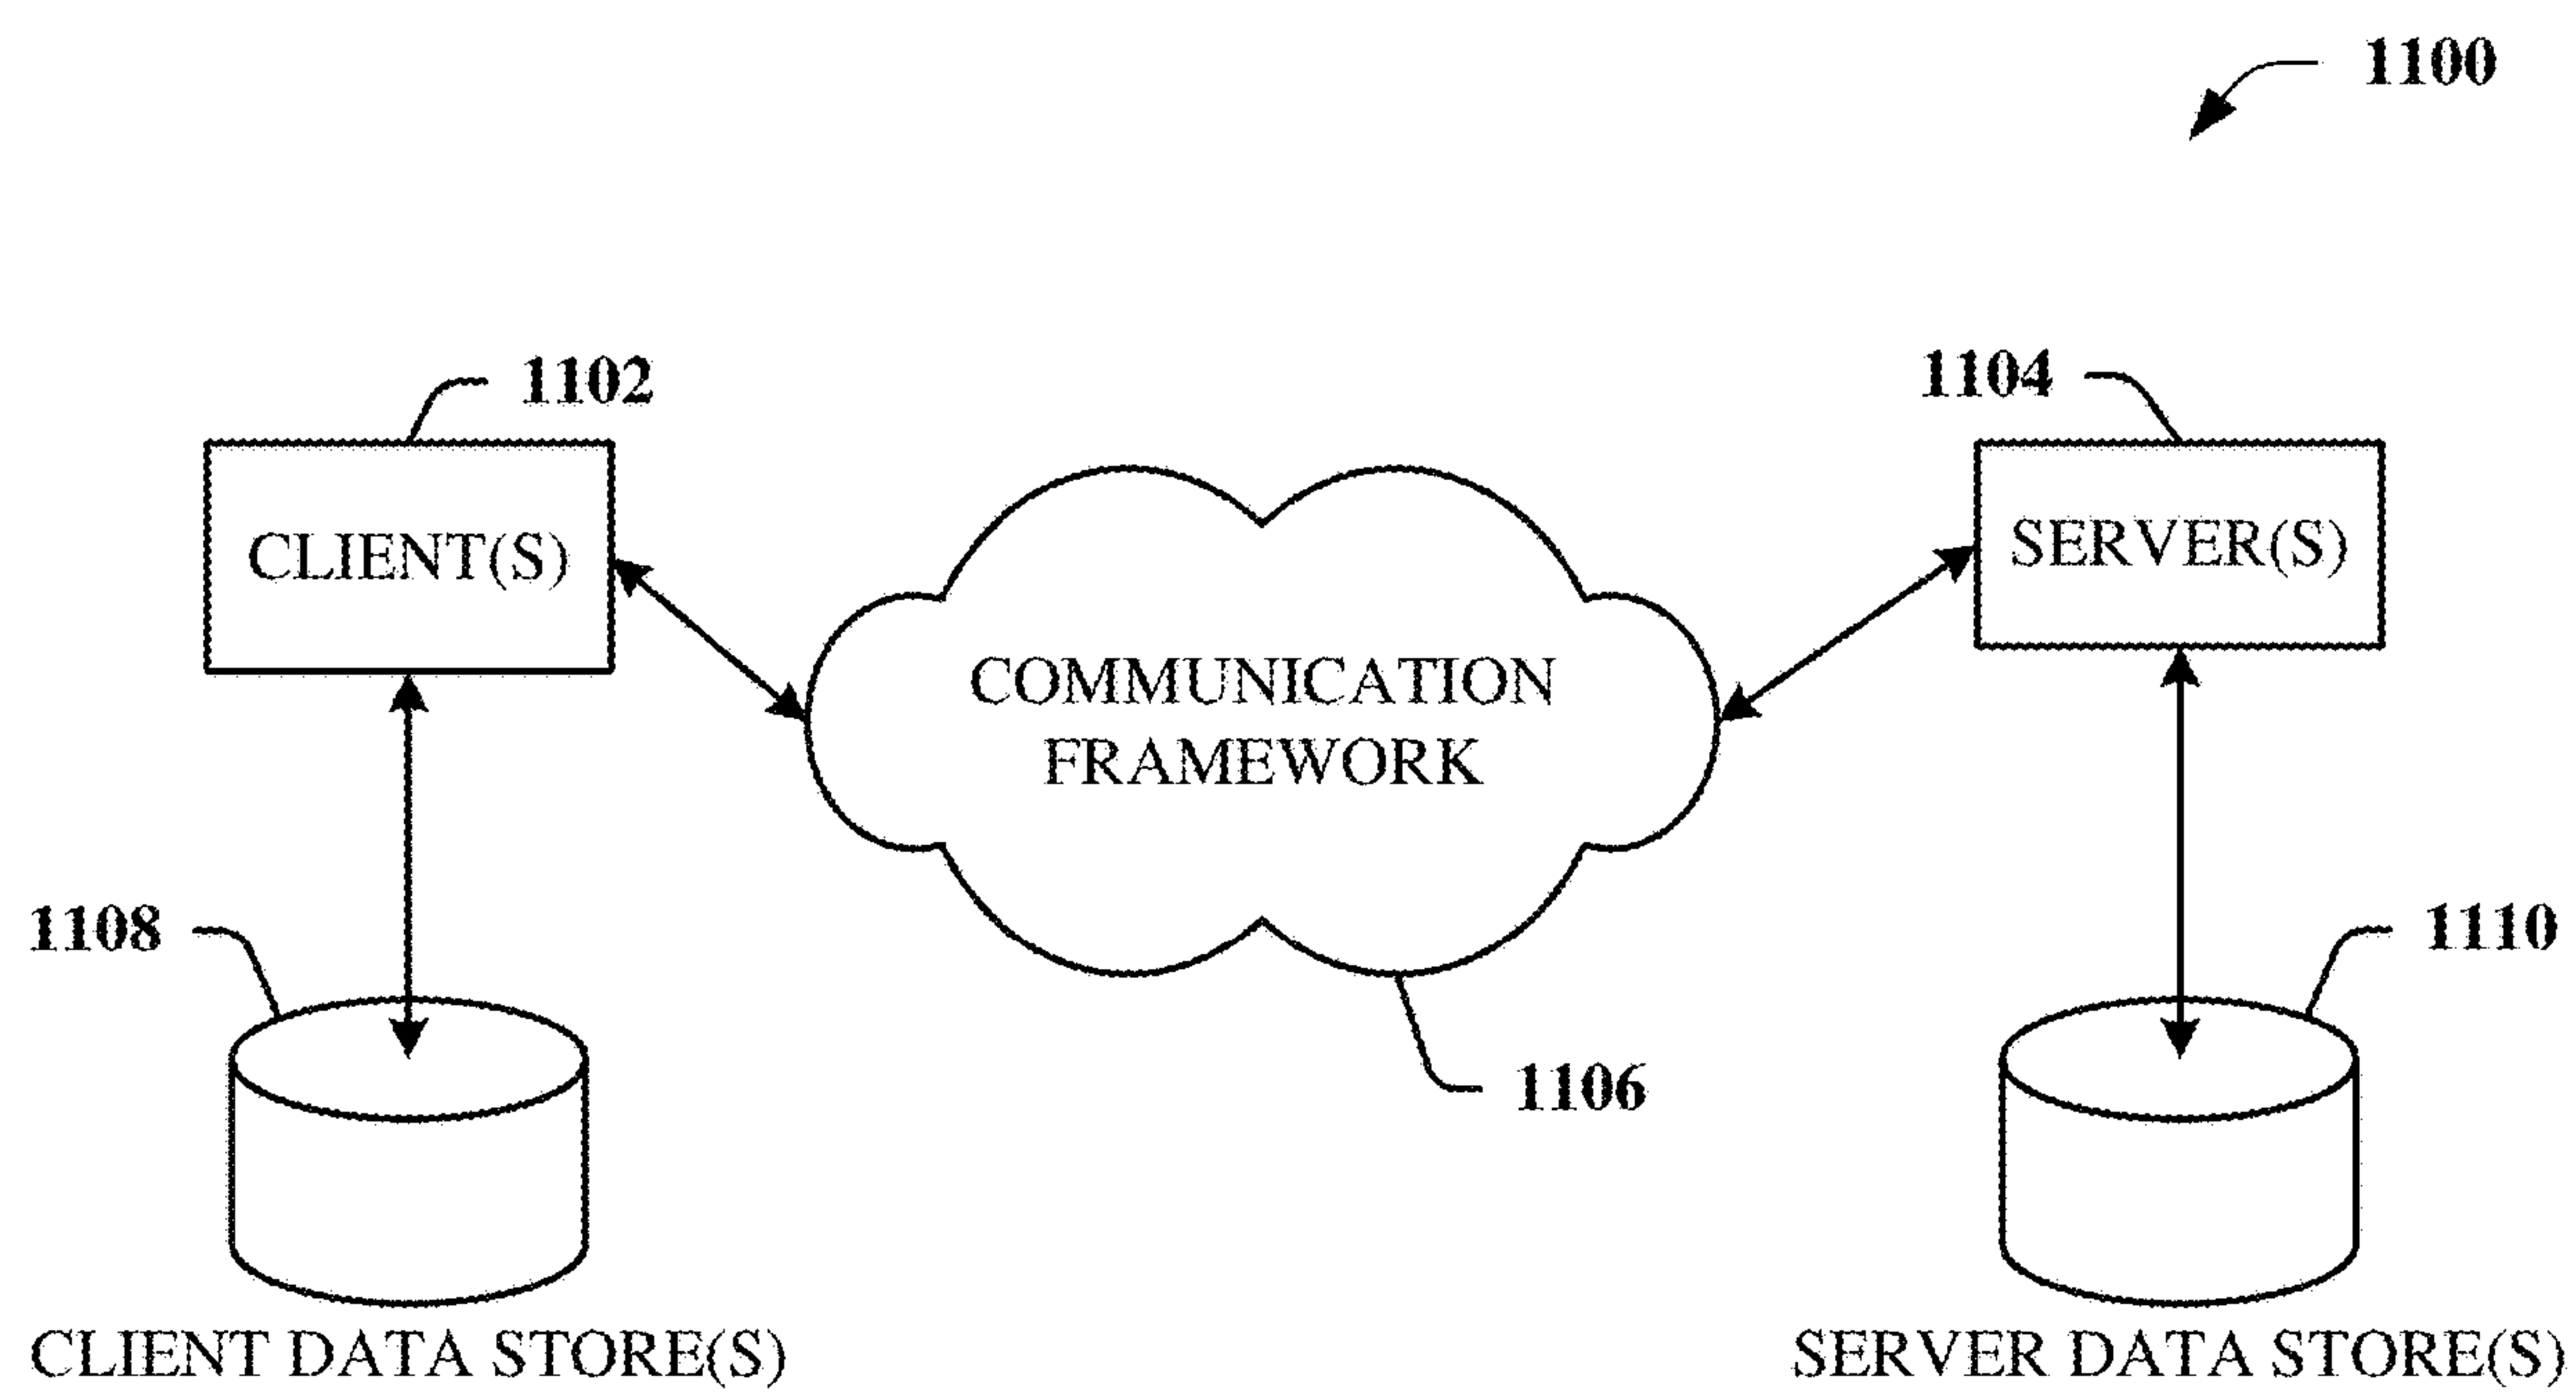 1100
1102
1104
CLIENT(S)
SERVER(S)
COMMUNICATION
FRAMEWORK
1108
1110
1106
CLIENT DATA STORE(S)
SERVER DATA STORE(S)